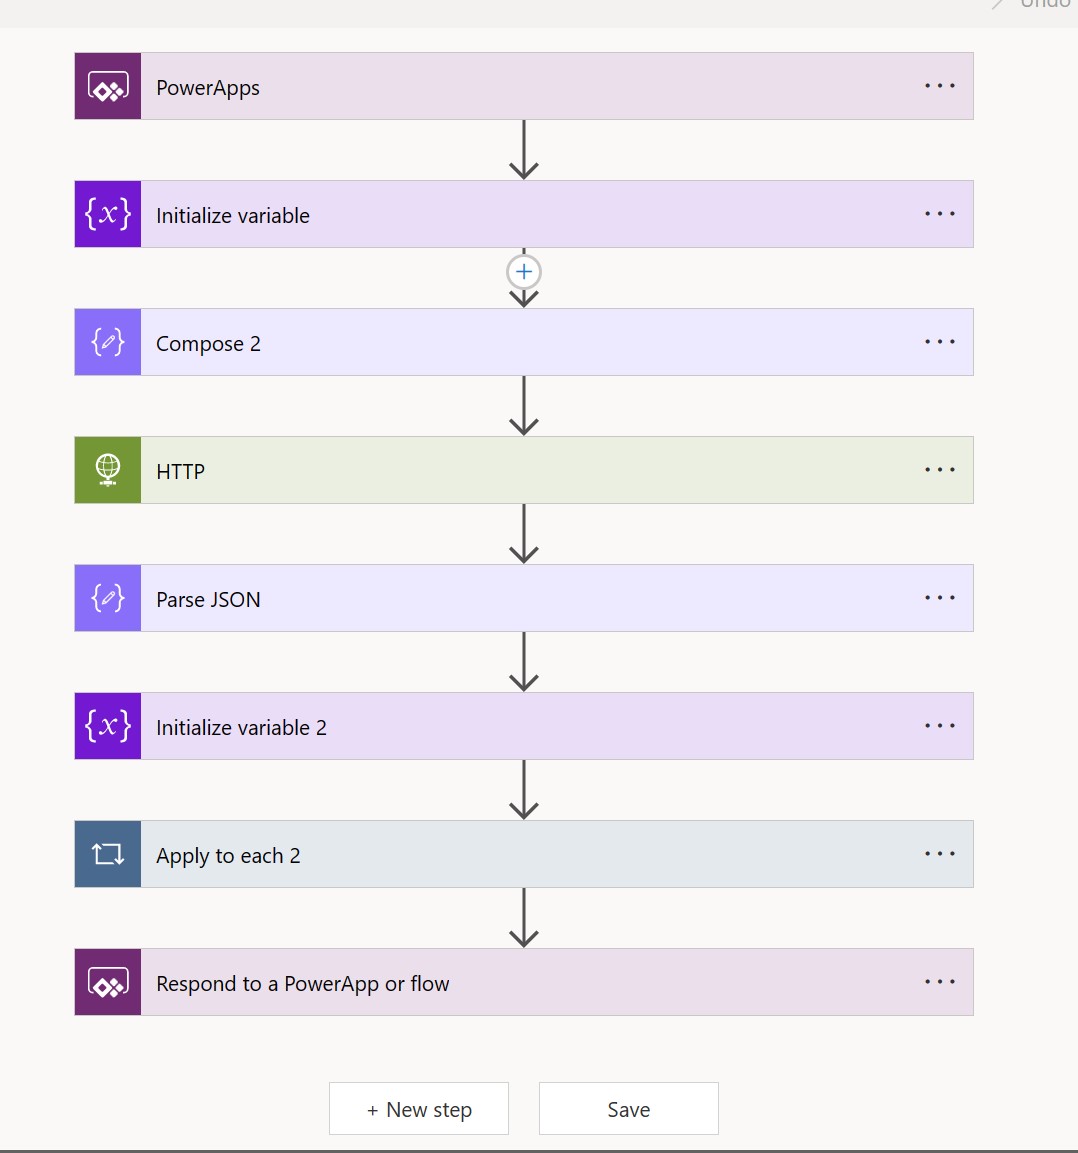 Undo
PowerApps
Initialize variable
Compose 2
HTTP
Parse JSON
Initialize variable 2
Apply to each 2
Respond to a PowerApp or flow
+ New step
Save